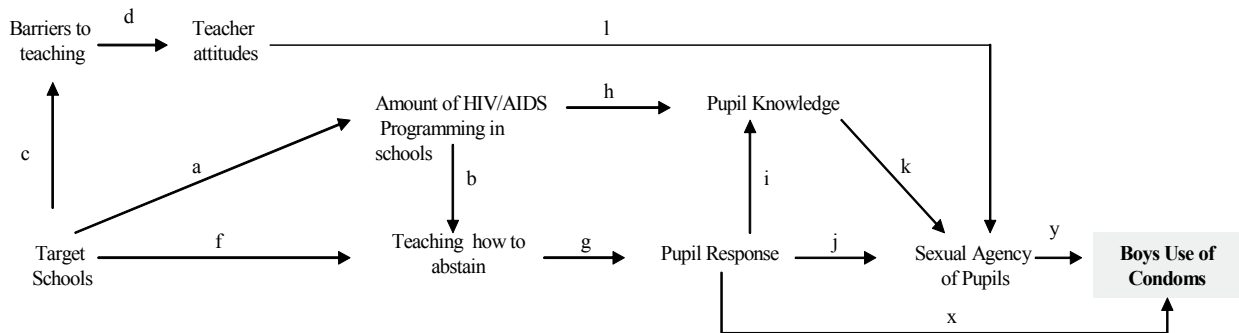 Barriers to
teaching
d
Teacher
attitudes
l
Amount of HIV/AIDS
Programming in
schools
h
Pupil Knowledge
c
a
b
i
k
Target
Schools
f
Teaching how to
abstain
g
Pupil Response
j
Sexual Agency
of Pupils
y
Boys Use of
Condoms
x